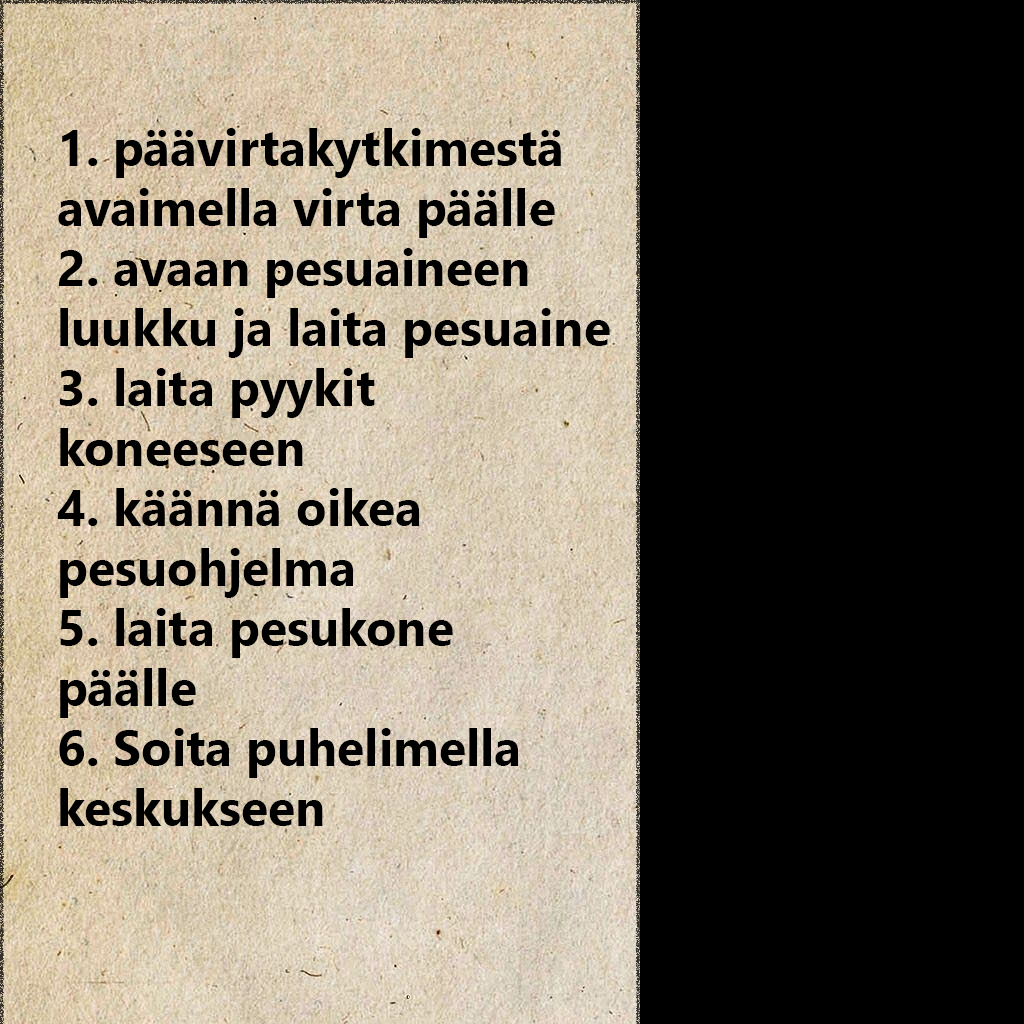 1. päävirtakytkimestä
avaimella virta päälle
2. avaan pesuaineen
luukku ja laita pesuaine
3. laita pyykit
koneeseen
4. käännä oikea
pesuohjelma
5. laita pesukone
päälle
6. Soita puhelimella
keskukseen